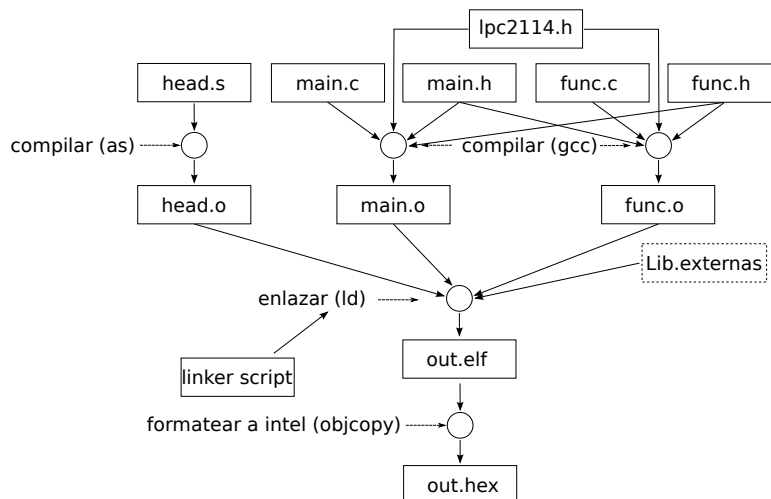 lpc2114.h
head.s
main.c
main.h
func.c
func.h
compilar (as)
compilar (gcc)
head.o
main.o
func.o
Lib.externas
enlazar (ld)
out.elf
linker script
formatear a intel (objcopy)
out.hex